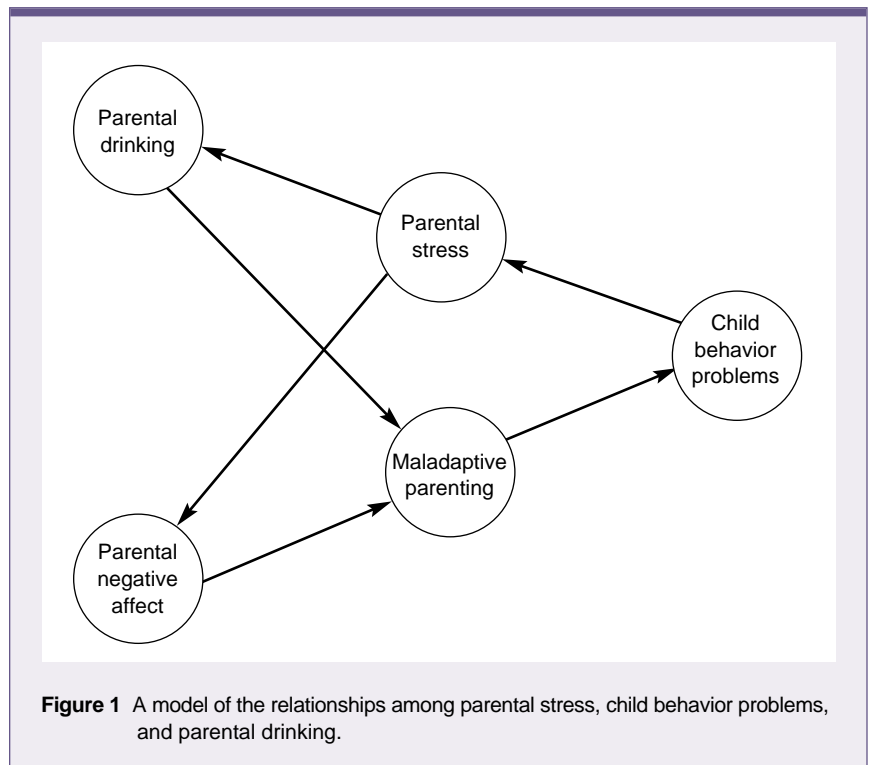 Parental
drinking
Parental
stress
Child
behavior
problems
Maladaptive
parenting
Parental
negative
affect
Figure 1 A model of the relationships among parental stress, child behavior problems,
and parental drinking.